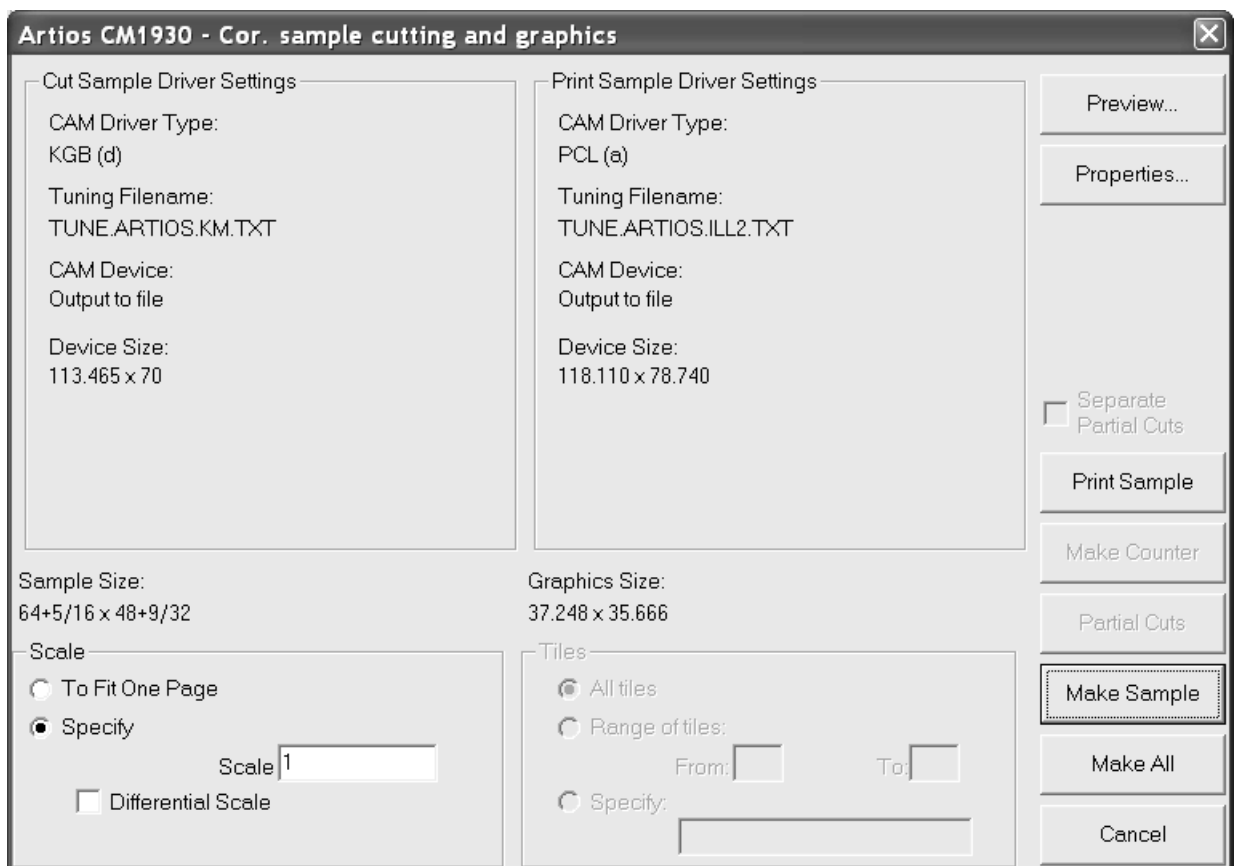 Artios CM1930 - Cor. sample cutting and graphics
Cut Sample Driver Settings
CAM Driver Type:
KGB (d)
Tuning Filename:
TUNE.ARTIOS.KM.TXT
CAM Device:
Output to file
Device Size:
113.465 x 70
Print Sample Driver Settings
CAM Driver Type:
PCL (a)
Tuning Filename:
TUNE.ARTIOS.ILL2.TXT
CAM Device:
Output to file
Device Size:
118.110 x 78.740
Preview...
Properties...
Separate
Partial Cuts
Print Sample
Make Counter
Partial Cuts
Make Sample
Make All
Cancel
Sample Size:
64+5/16 x 48+9/32
Graphics Size:
37.248 x 35.666
Scale
To Fit One Page
Specify
Scale 1
Differential Scale
Tiles
All tiles
Range of tiles:
From: To:
Specify: